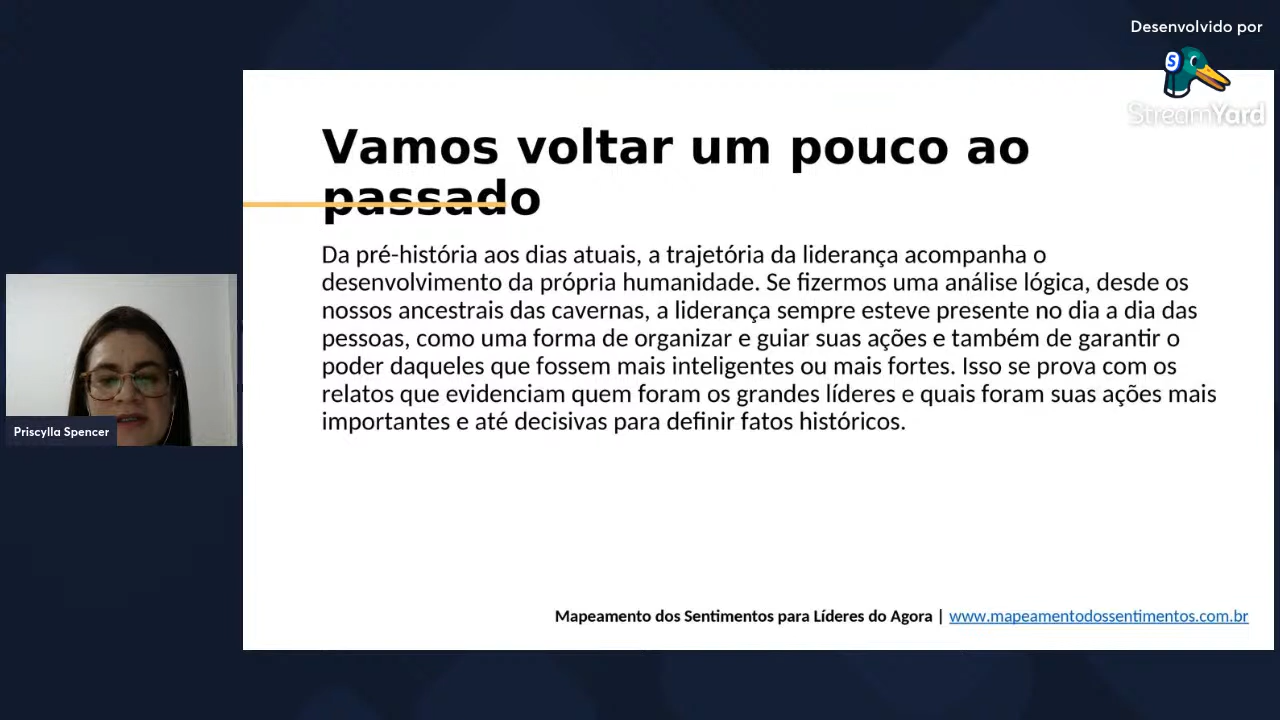 Desenvolvido por
StreamYard
Vamos voltar um pouco ao
passado
Da pré-história aos dias atuais, a trajetória da liderança acompanha o
desenvolvimento da própria humanidade. Se fizermos uma análise lógica, desde os
nossos ancestrais das cavernas, a liderança sempre esteve presente no dia a dia das
pessoas, como uma forma de organizar e guiar suas ações e também de garantir o
poder daqueles que fossem mais inteligentes ou mais fortes. Isso se prova com os
relatos que evidenciam quem foram os grandes líderes e quais foram suas ações mais
importantes e até decisivas para definir fatos históricos.
Priscylla Spencer
Mapeamento dos Sentimentos para Líderes do Agora | www.mapeamentodossentimentos.com.br